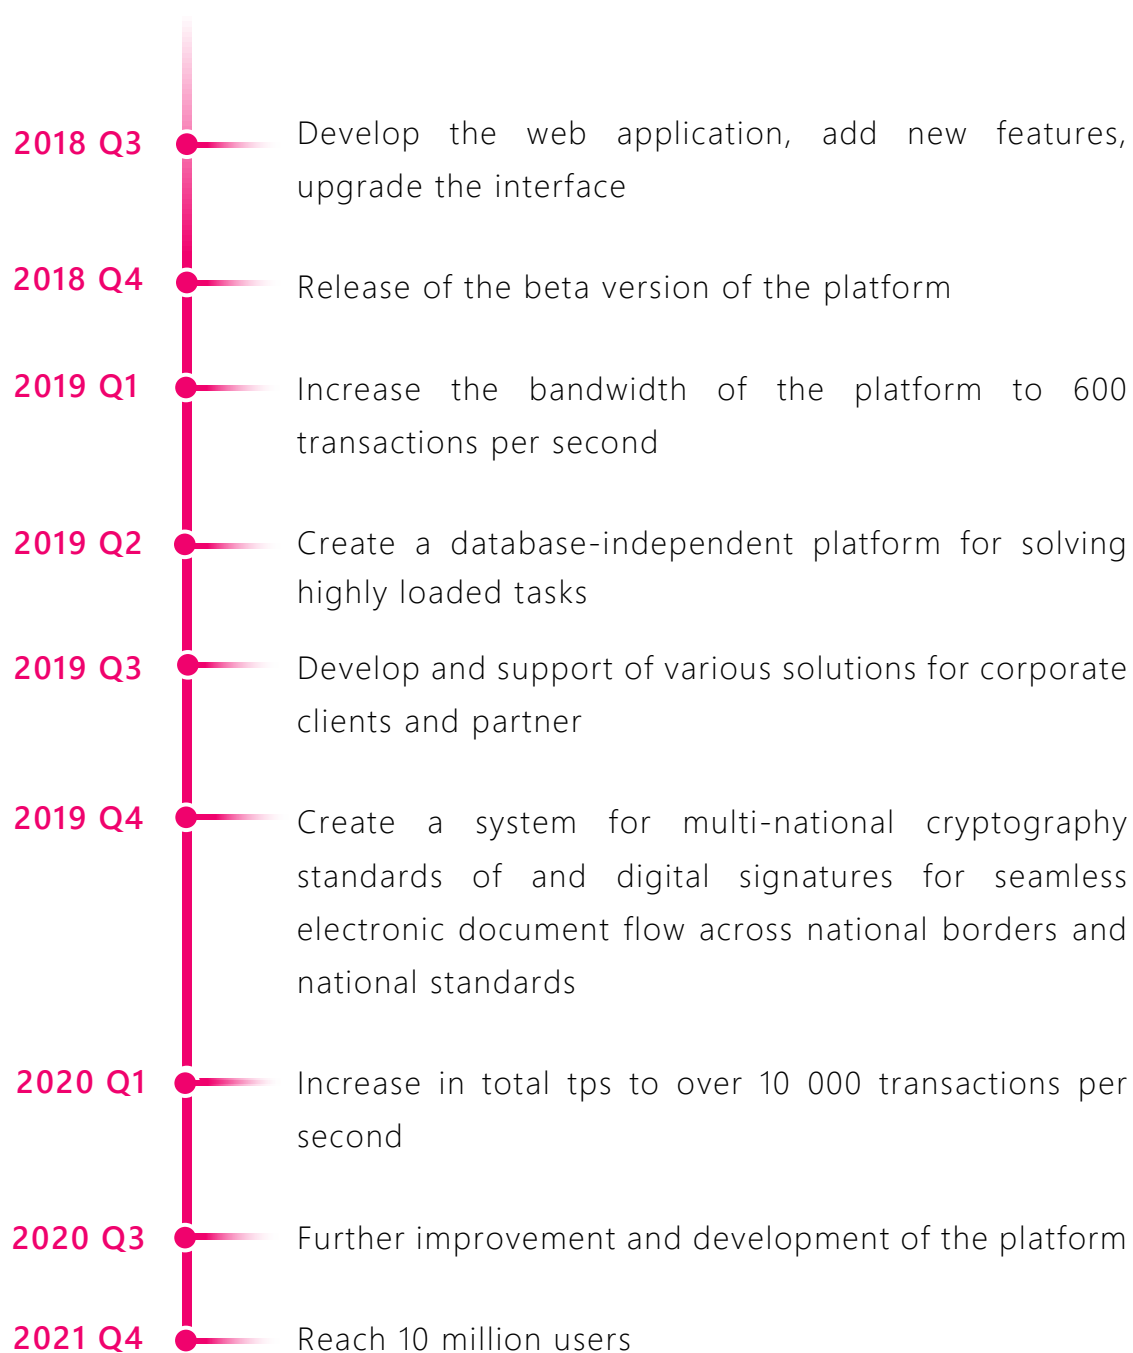 2018 Q3
Develop the web application, add new features,
upgrade the interface
2018 Q4
Release of the beta version of the platform
2019 Q1
Increase the bandwidth of the platform to 600
transactions per second
2019 Q2
Create a database-independent platform for solving
highly loaded tasks
2019 Q3
Develop and support of various solutions for corporate
clients and partner
2019 Q4
Create a system for multi-national cryptography
standards of and digital signatures for seamless
electronic document flow across national borders and
national standards
2020 Q1
Increase in total tps to over 10 000 transactions per
second
2020 Q3
Further improvement and development of the platform
2021 Q4
Reach 10 million users